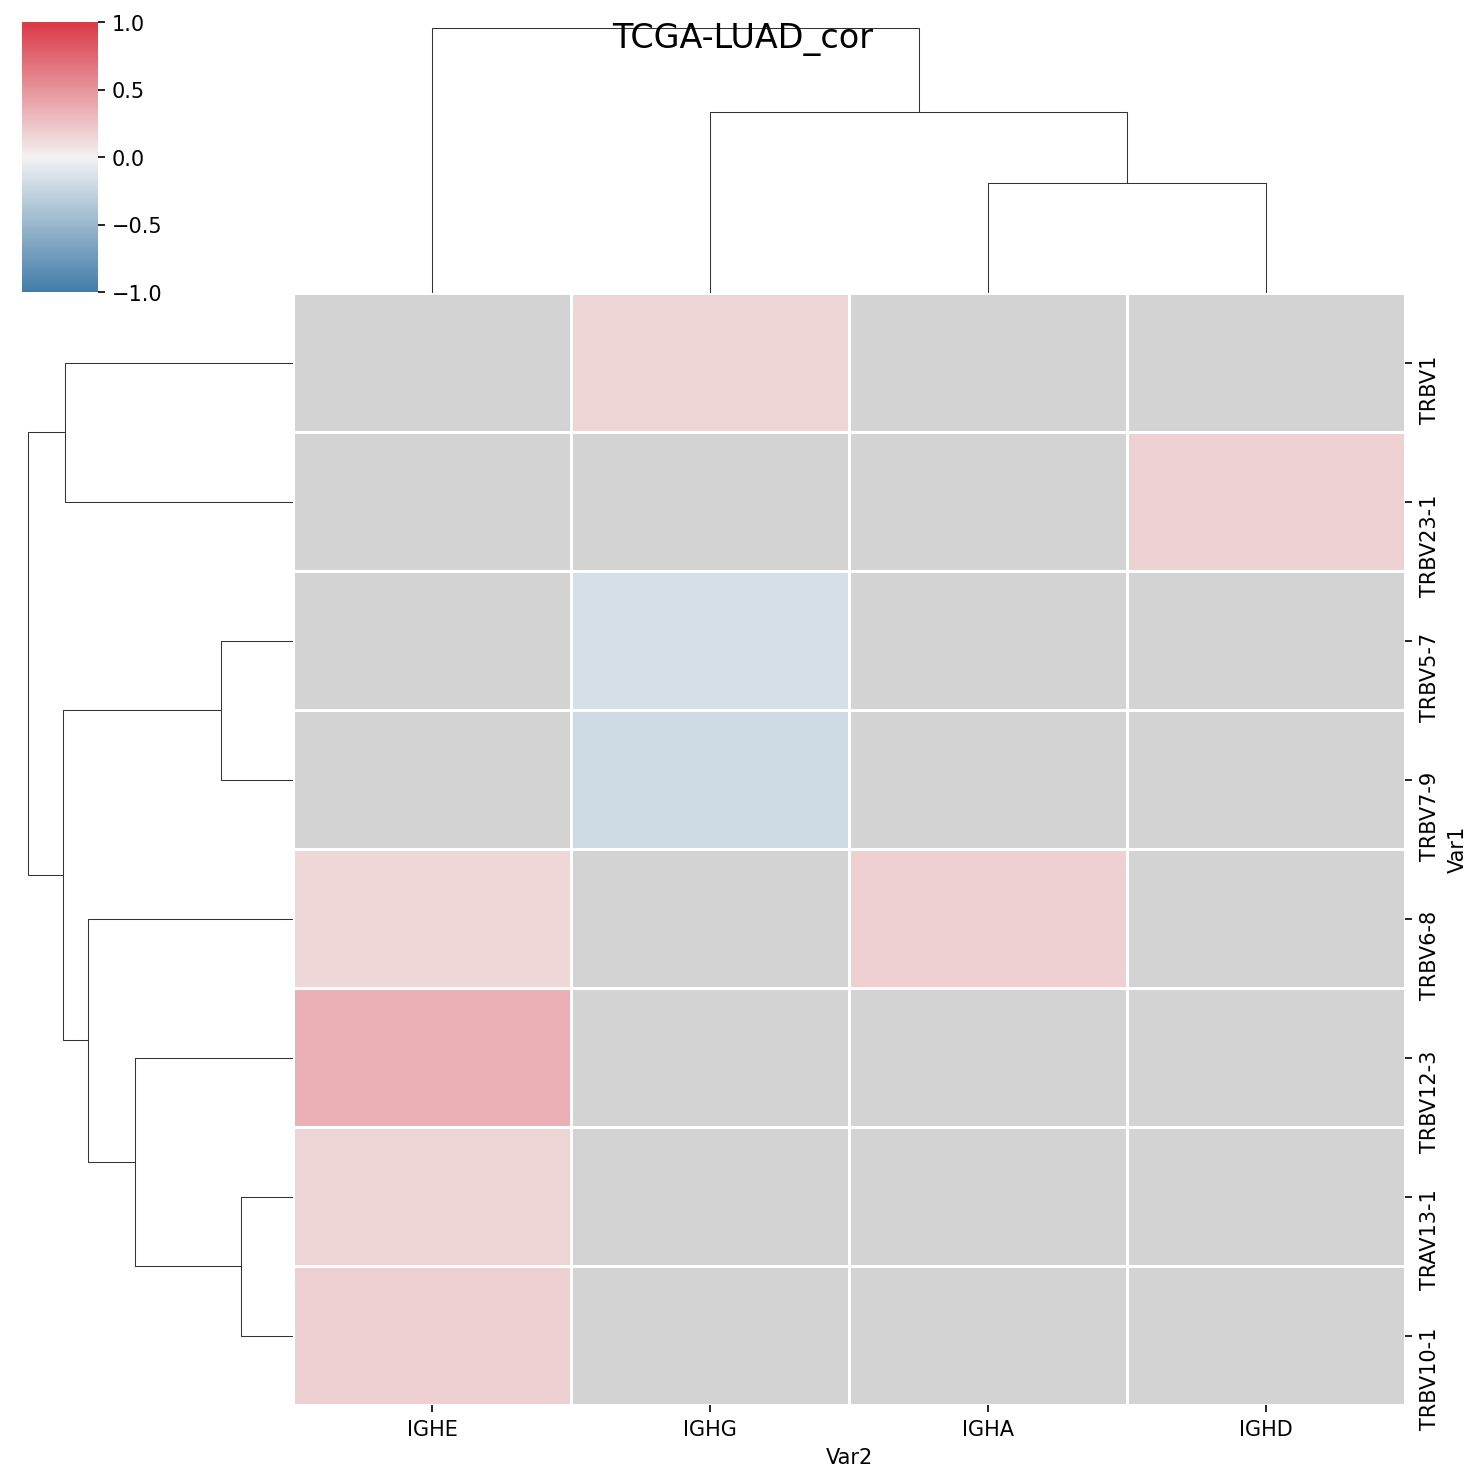 TCGA-LUAD_cor
1.0
0.5
0.0
−0.5
−1.0
TRBV1
TRBV23-1
TRBV5-7
TRBV7-9
TRBV6-8
TRBV12-3
TRAV13-1
TRBV10-1
Var1
IGHE IGHG IGHA IGHD
Var2